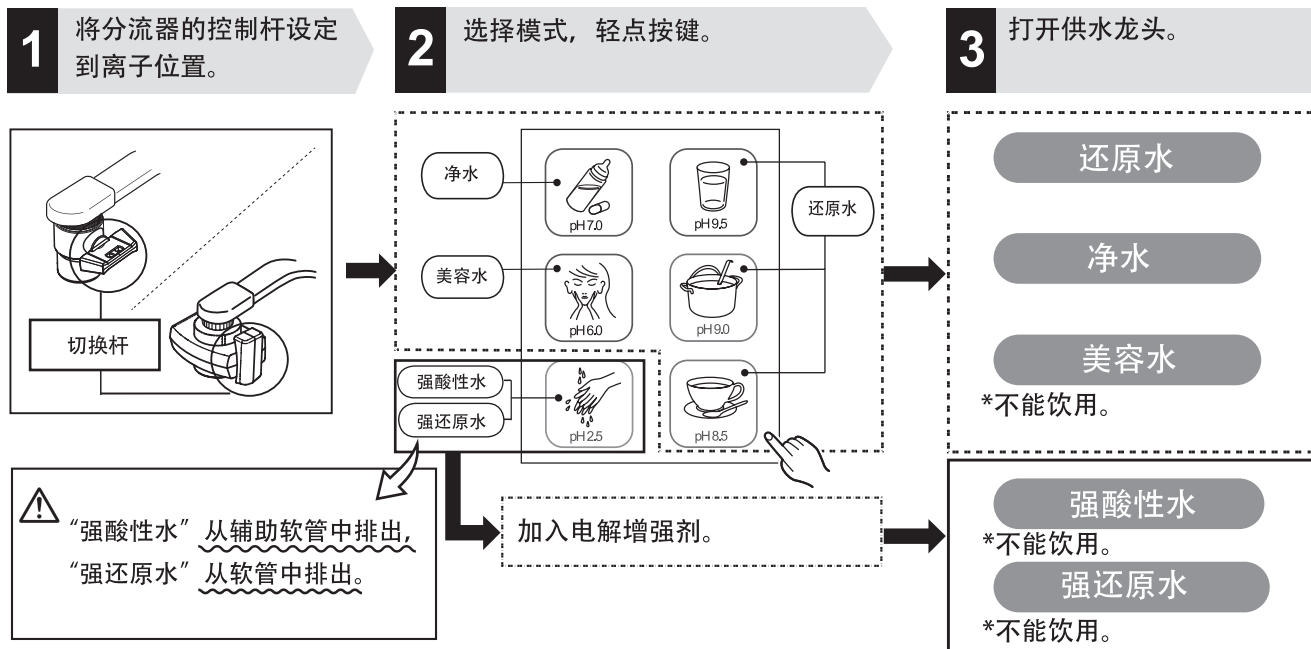 1
将分流器的控制杆设定
到离子位置。
切换杆
2
选择模式，轻点按键。
净水
pH7.0
pH9.5
还原水
美容水
pH6.0
pH9.0
强酸性水
强还原水
pH2.5
pH8.5
“强酸性水”从辅助软管中排出，
“强还原水”从软管中排出。
加入电解增强剂。
3
打开供水龙头。
还原水
净水
美容水
*不能饮用。
强酸性水
*不能饮用。
强还原水
*不能饮用。